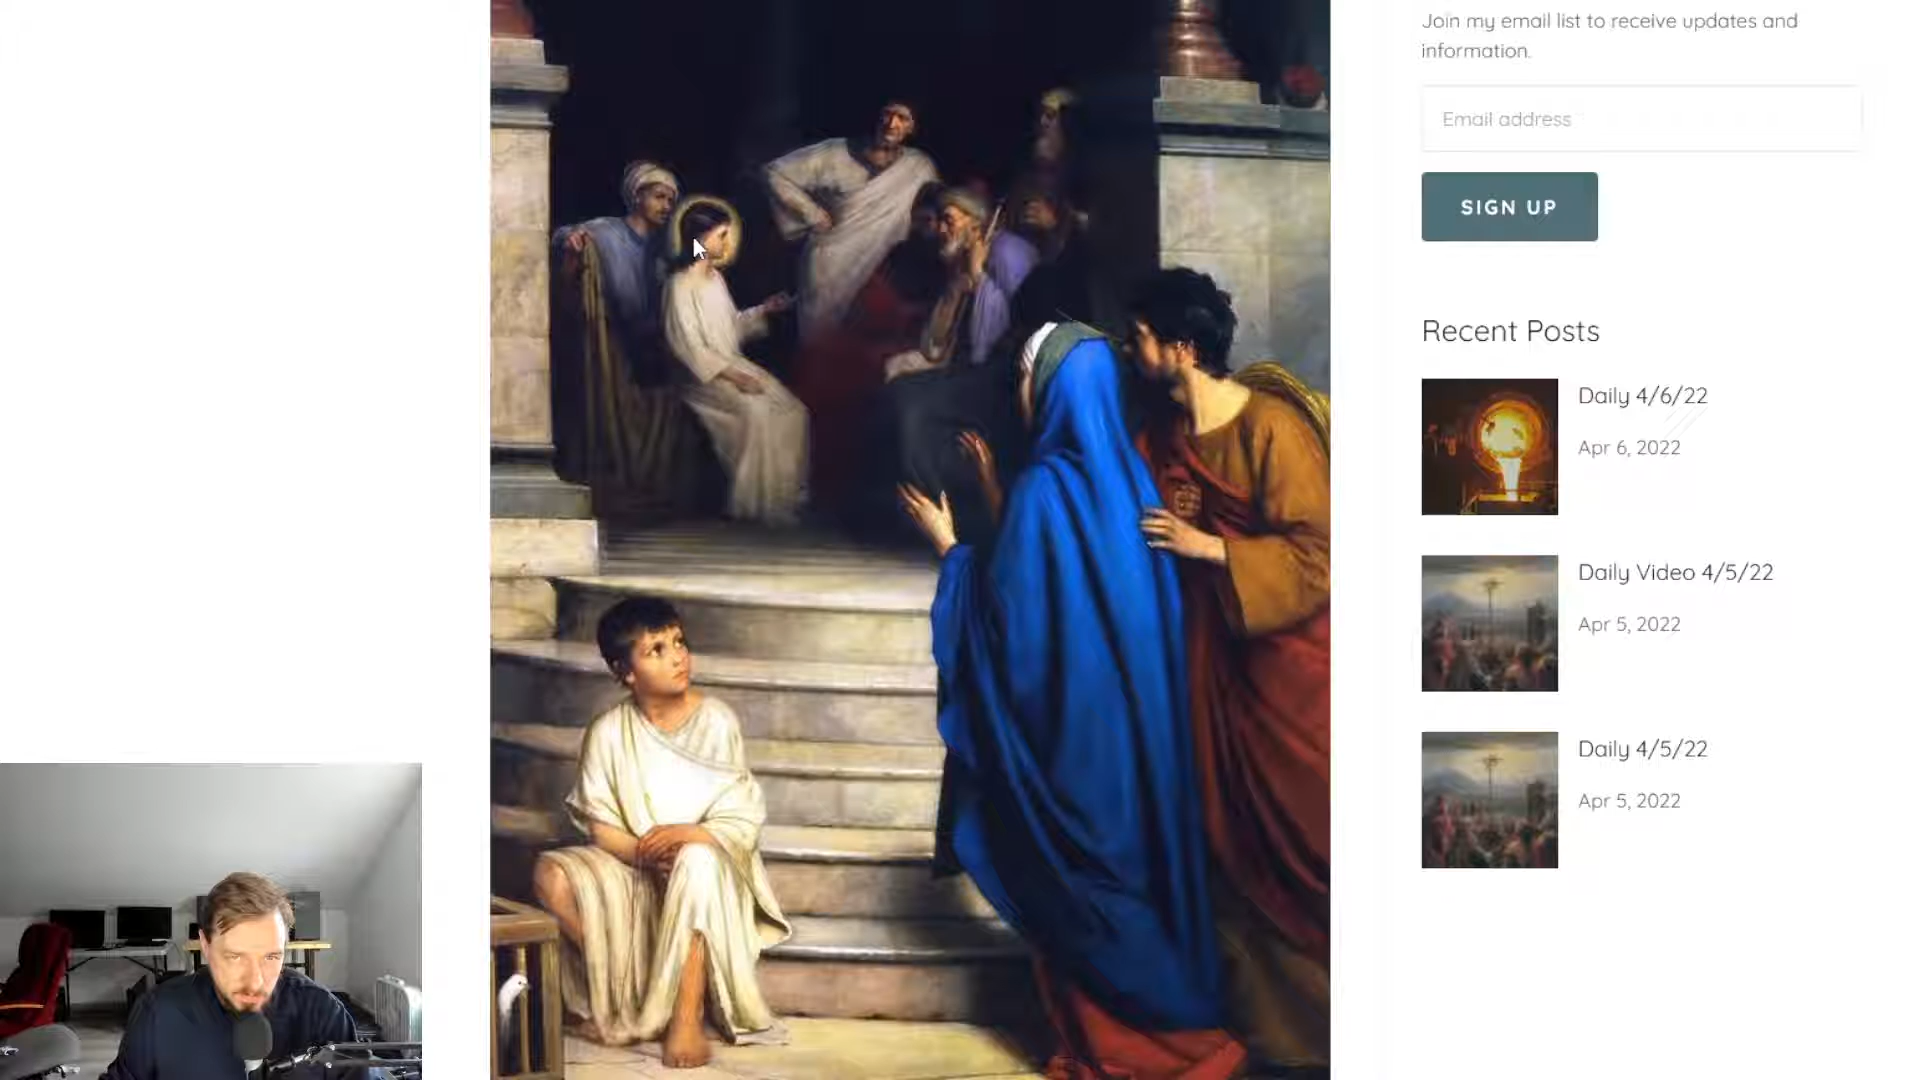 Join my email list to receive updates and
information.
Email address
SIGN UP
Recent Posts
Daily 4/6/22
Apr 6, 2022
Daily Video 4/5/22
Apr 5, 2022
Daily 4/5/22
Apr 5, 2022